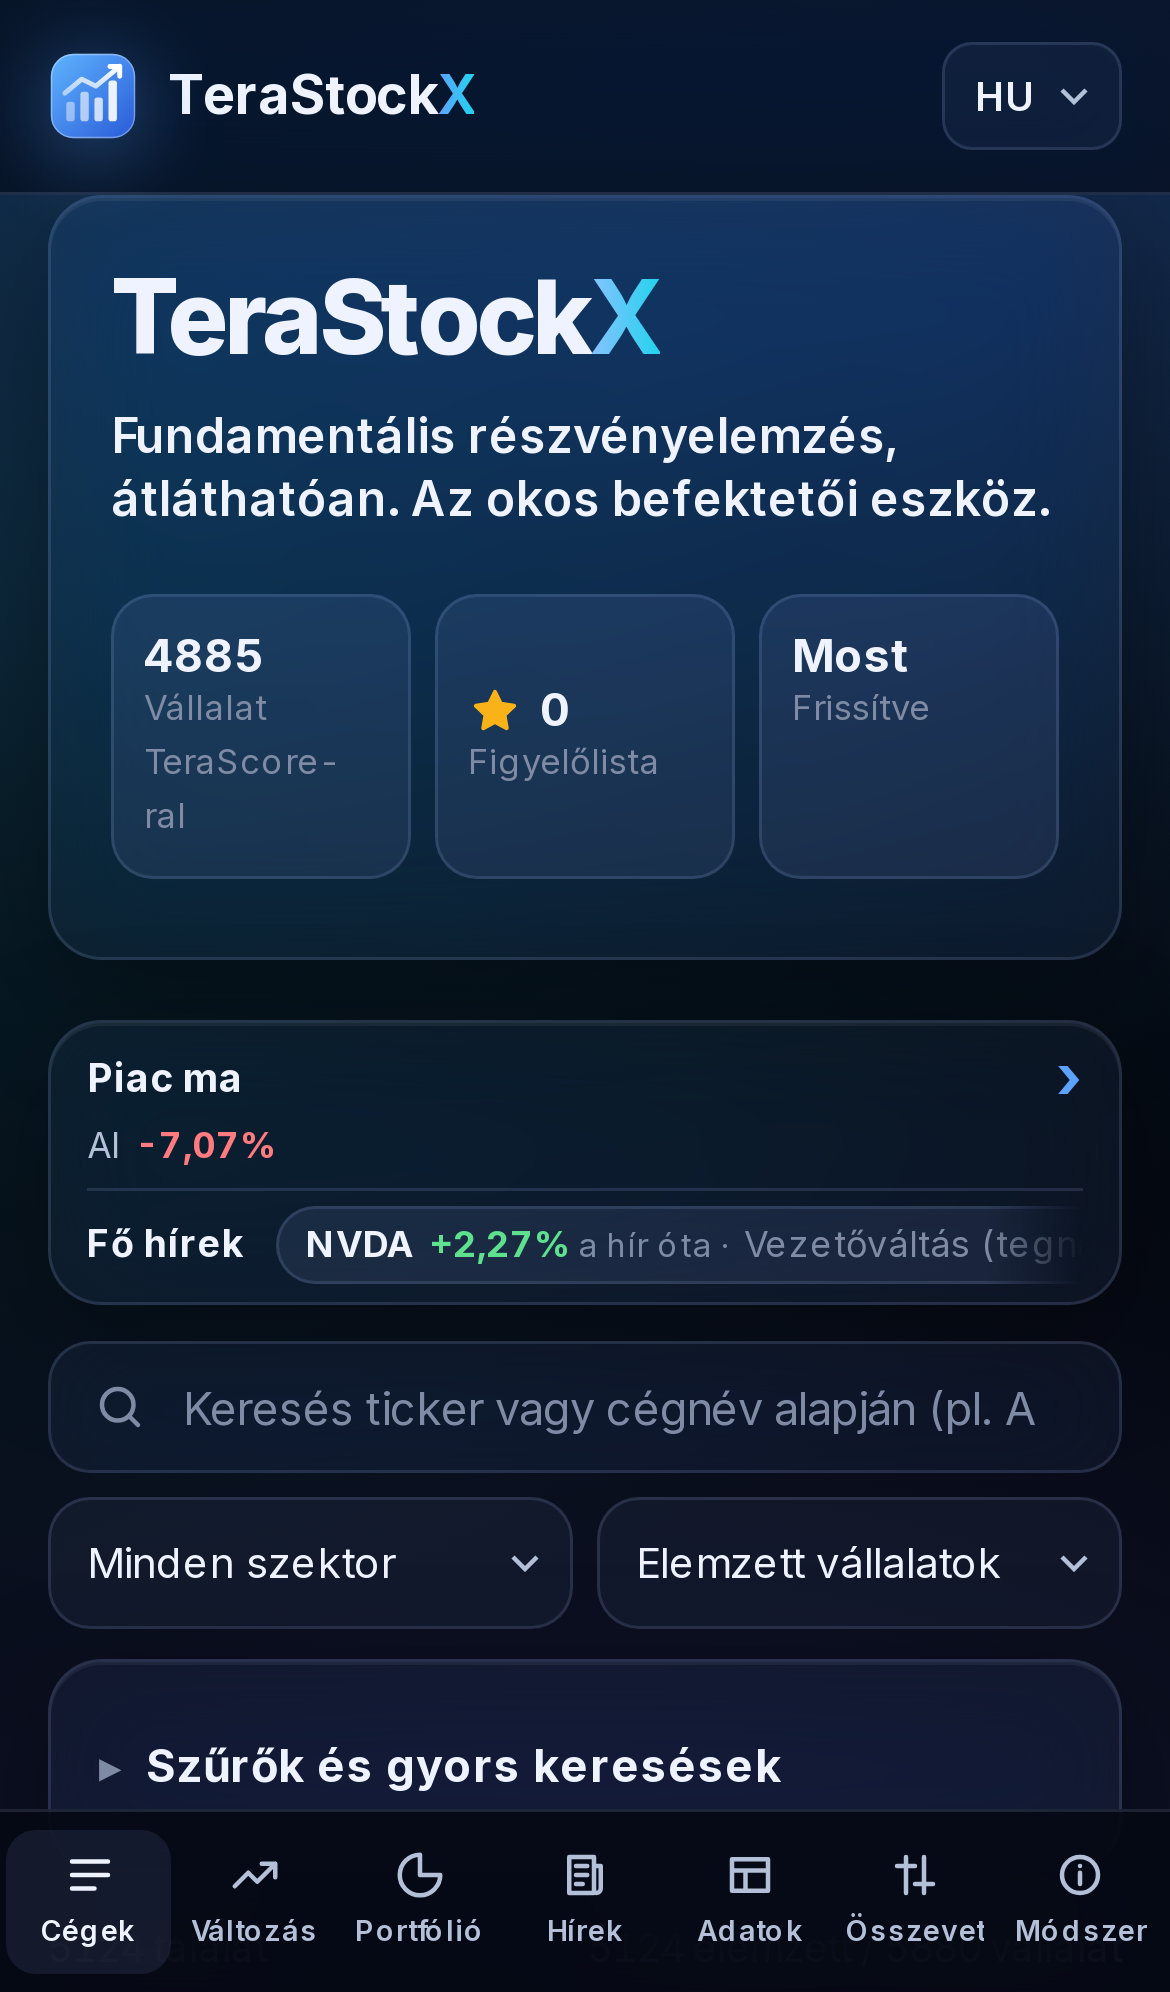 TeraStockX
HU
TeraStockX
Fundamentális részvényelemzés,
átláthatóan. Az okos befektetői eszköz.
4885
Vállalat
TeraScore-
ral
0
Figyelőlista
Most
Frissítve
Piac ma
AI -7,07%
Fő hírek NVDA +2,27% a hír óta · Vezetőváltás (tegn
Keresés ticker vagy cégnév alapján (pl. A
Minden szektor
Elemzett vállalatok
Szűrők és gyors keresések
Cégek
Változás
Portfólió
Hírek
Adatok
Összevet
Módszer